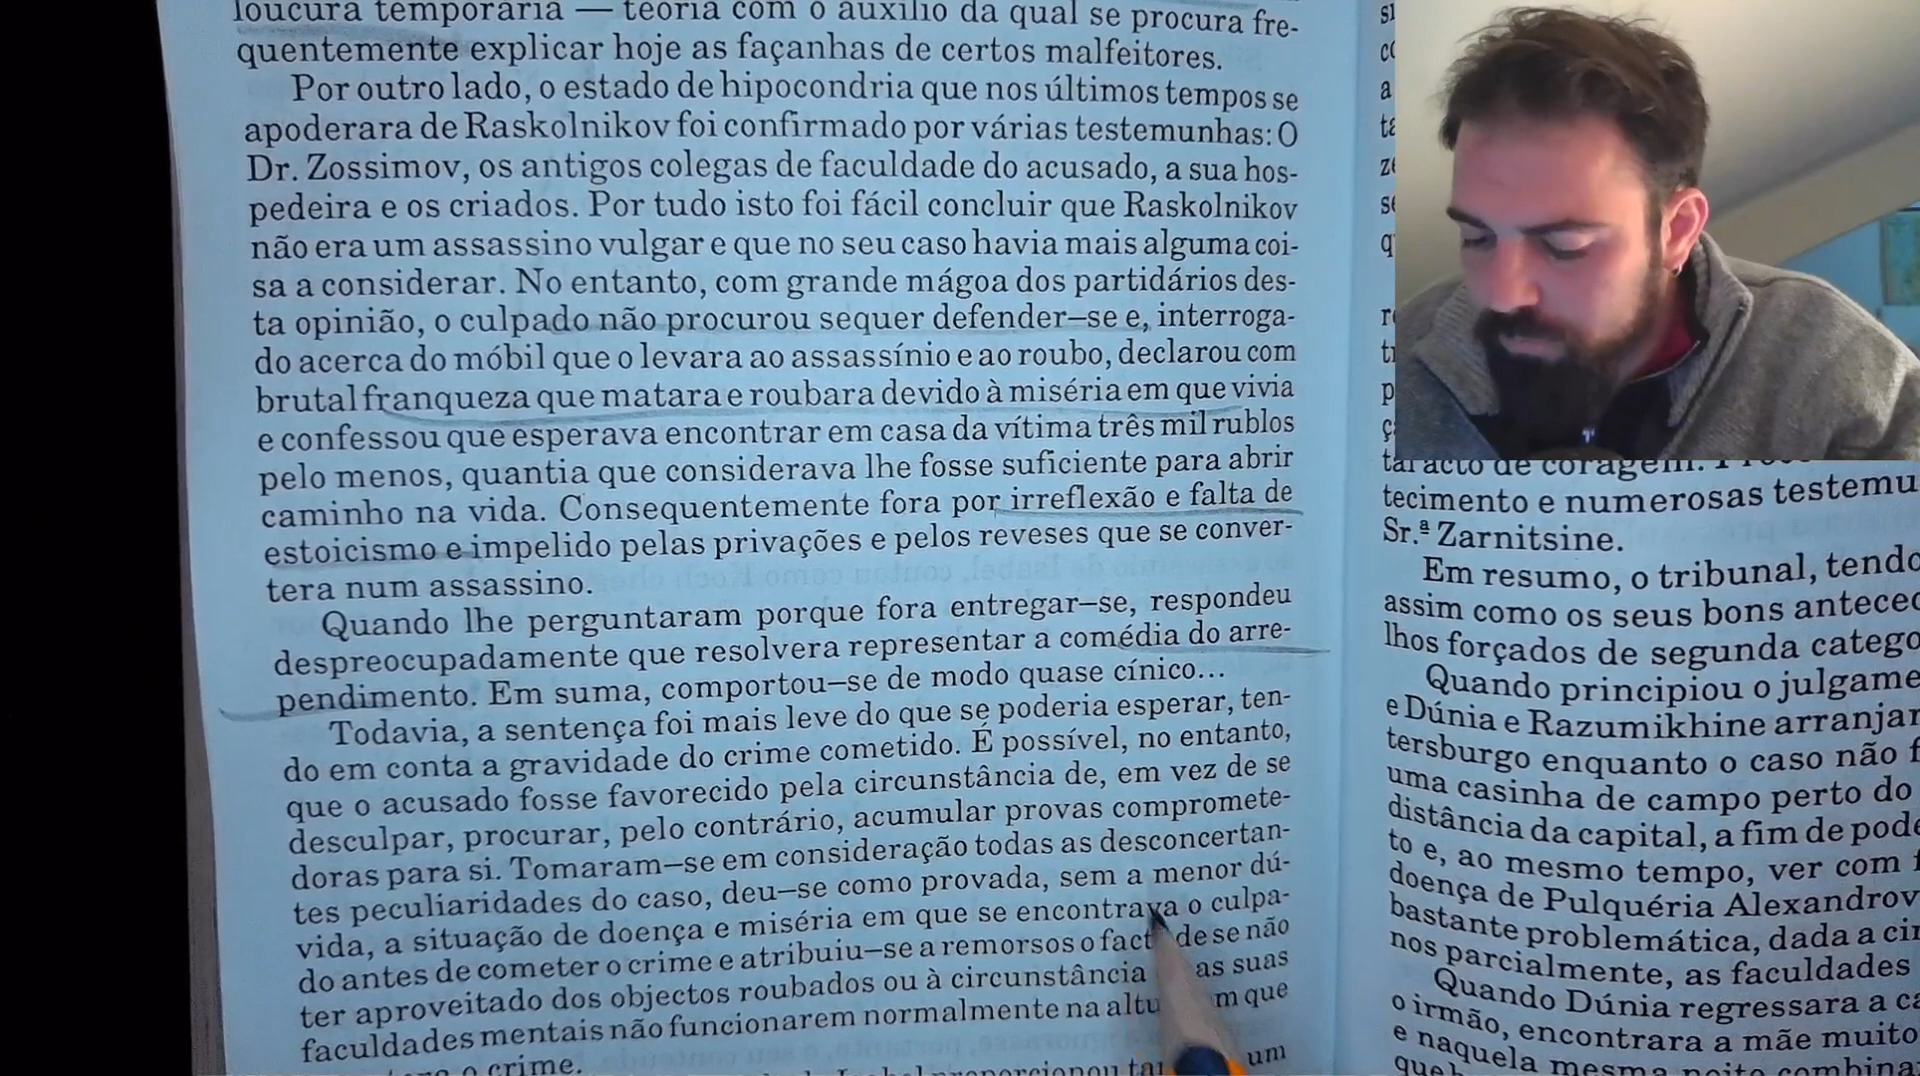 loucura temporária — teoria com o auxílio da qual se procura fre-
quentemente explicar hoje as façanhas de certos malfeitores.
Por outro lado, o estado de hipocondria que nos últimos tempos se
apoderara de Raskolnikov foi confirmado por várias testemunhas: O
Dr. Zossimov, os antigos colegas de faculdade do acusado, a sua hos-
pedeira e os criados. Por tudo isto foi fácil concluir que Raskolnikov
não era um assassino vulgar e que no seu caso havia mais alguma coi-
sa a considerar. No entanto, com grande mágoa dos partidários des-
ta opinião, o culpado não procurou sequer defender—se e, interroga-
do acerca do móbil que o levara ao assassínio e ao roubo, declarou com
brutal franqueza que matara e roubara devido à miséria em que vivia
e confessou que esperava encontrar em casa da vítima três mil rublos
pelo menos, quantia que considerava lhe fosse suficiente para abrir
caminho na vida. Consequentemente fora por irreflexão e falta de
estoicismo e impelido pelas privações e pelos reveses que se conver-
tera num assassino.
Quando lhe perguntaram porque fora entregar—se, respondeu
despreocupadamente que resolvera representar a comédia do arre-
pendimento. Em suma, comportou—se de modo quase cínico...
Todavia, a sentença foi mais leve do que se poderia esperar, ten-
do em conta a gravidade do crime cometido. É possível, no entanto,
que o acusado fosse favorecido pela circunstância de, em vez de se
desculpar, procurar, pelo contrário, acumular provas compromete-
doras para si. Tomaram—se em consideração todas as desconcertan-
tes peculiaridades do caso, deu—se como provada, sem a menor dú-
vida, a situação de doença e miséria em que se encontrava o culpa-
do antes de cometer o crime e atribuiu—se a remorsos o fact de se não
ter aproveitado dos objectos roubados ou à circunstância as suas
faculdades mentais não funcionarem normalmente na altu m que
o crime.
um
tal acto de coragem.
tecimento e numerosas testemu
Sr.ª Zarnitsine.
Em resumo, o tribunal, tendo
assim como os seus bons antece
lhos forçados de segunda catego
Quando principiou o julgame
e Dúnia e Razumikhine arranjar
tersburgo enquanto o caso não f
uma casinha de campo perto do
distância da capital, a fim de pode
to e, ao mesmo tempo, ver com
doença de Pulquéria Alexandrov
bastante problemática, dada a cir
nos parcialmente, as faculdades
Quando Dúnia regressara a ca
o irmão, encontrara a mãe muito
e naquela mesma noite combina